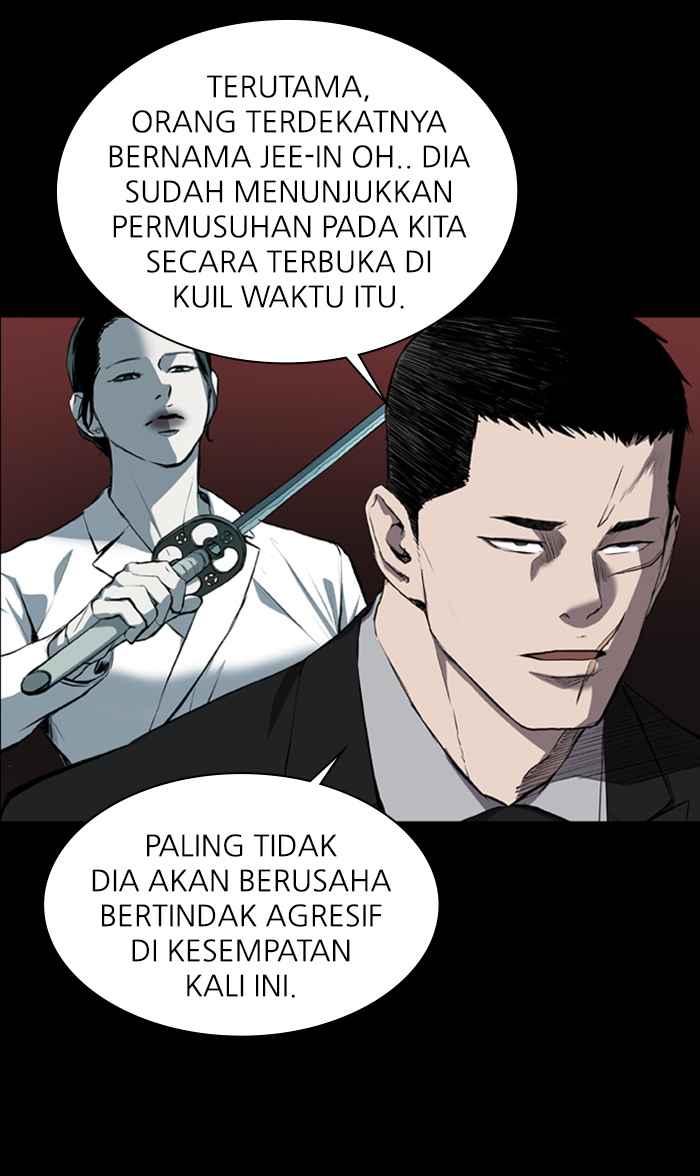 TERUTAMA,
ORANG TERDEKATNYA
BERNAMA JEE-IN OH.. DIA
SUDAH MENUNJUKKAN
PERMUSUHAN PADA KITA
SECARA TERBUKA DI
KUIL WAKTU ITU.
PALING TIDAK
DIA AKAN BERUSAHA
BERTINDAK AGRESIF
DI KESEMPATAN
KALI INI.